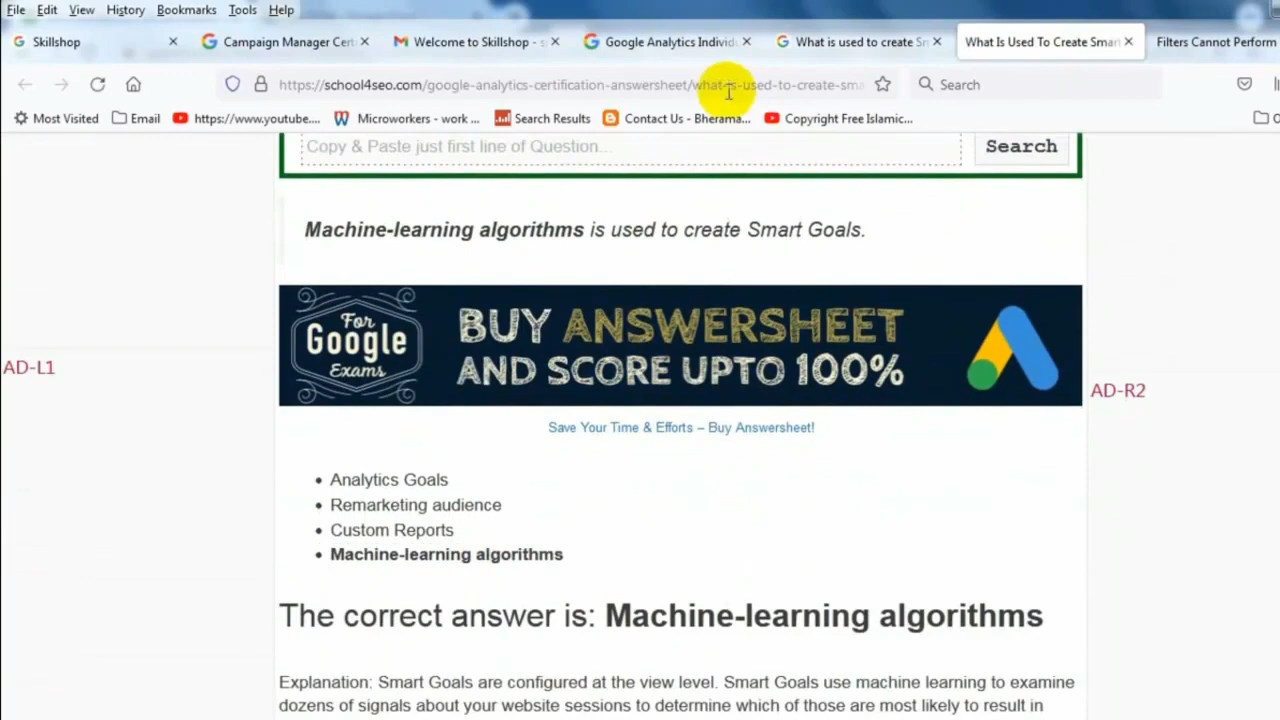 File Edit View History Bookmarks Tools Help
Skillshop Campaign Manager Cert Welcome to Skillshop - s Google Analytics Individ What is used to create Sm What Is Used To Create Smart Filters Cannot Perform
https://school4seo.com/google-analytics-certification-answersheet/what-is-used-to-create-sma Search
Most Visited Email https://www.youtube.... Microworkers - work ... Search Results Contact Us - Bherama... Copyright Free Islamic...
Copy & Paste just first line of Question... Search
Machine-learning algorithms is used to create Smart Goals.
For Google Exams
BUY ANSWERSHEET
AND SCORE UPTO 100%
AD-L1
AD-R2
Save Your Time & Efforts – Buy Answersheet!
• Analytics Goals
• Remarketing audience
• Custom Reports
• Machine-learning algorithms
The correct answer is: Machine-learning algorithms
Explanation: Smart Goals are configured at the view level. Smart Goals use machine learning to examine
dozens of signals about your website sessions to determine which of those are most likely to result in